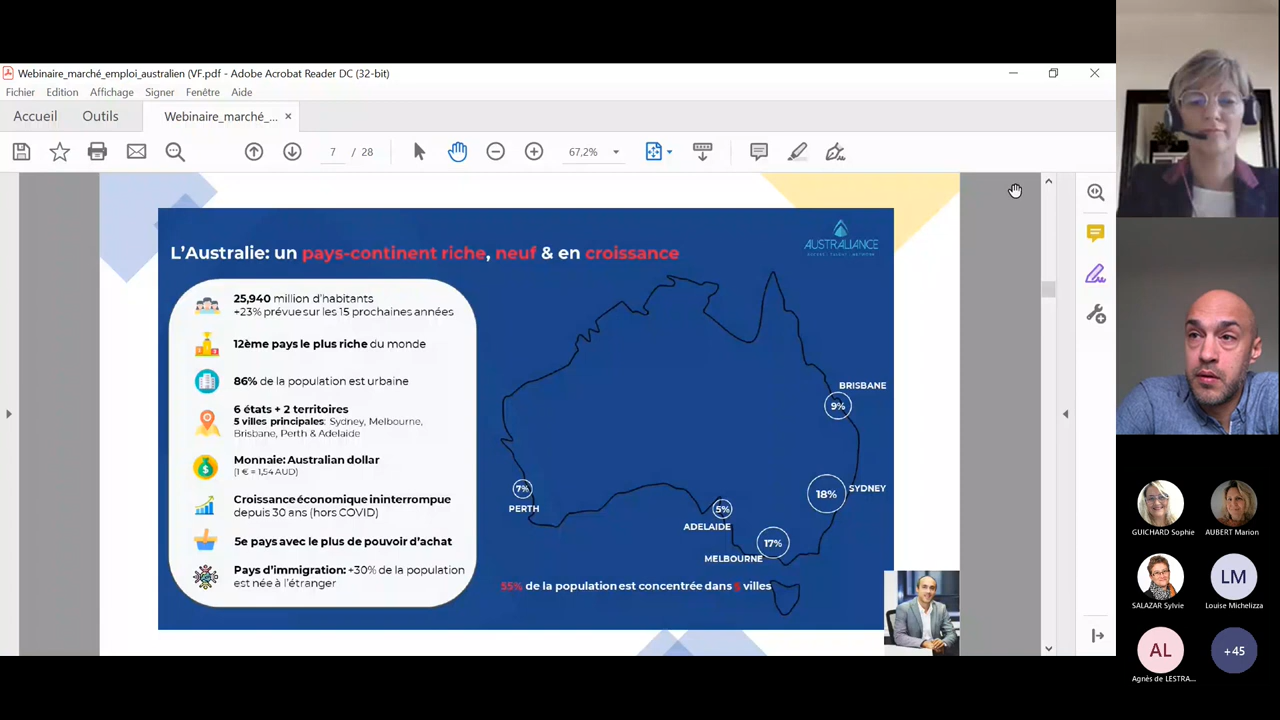 Webinaire_marché_emploi_australien (VF.pdf - Adobe Acrobat Reader DC (32-bit)
Fichier Edition Affichage Signer Fenêtre Aide
Accueil Outils Webinaire_marché_... ×
7 / 28 67,2%
L'Australie: un pays-continent riche, neuf & en croissance
AUSTRALIANCE
25,940 million d'habitants
+23% prévue sur les 15 prochaines années
12ème pays le plus riche du monde
86% de la population est urbaine
6 états + 2 territoires
5 villes principales: Sydney, Melbourne,
Brisbane, Perth & Adelaide
Monnaie: Australian dollar
(1 € = 1,54 AUD)
Croissance économique ininterrompue
depuis 30 ans (hors COVID)
5e pays avec le plus de pouvoir d'achat
Pays d'immigration: +30% de la population
est née à l'étranger
BRISBANE
9%
18% SYDNEY
7%
PERTH
5%
ADELAIDE
17%
MELBOURNE
55% de la population est concentrée dans villes
GUICHARD Sophie
AUBERT Marion
SALAZAR Sylvie
LM
Louise Michelizza
AL
Agnès de LESTRA...
+45